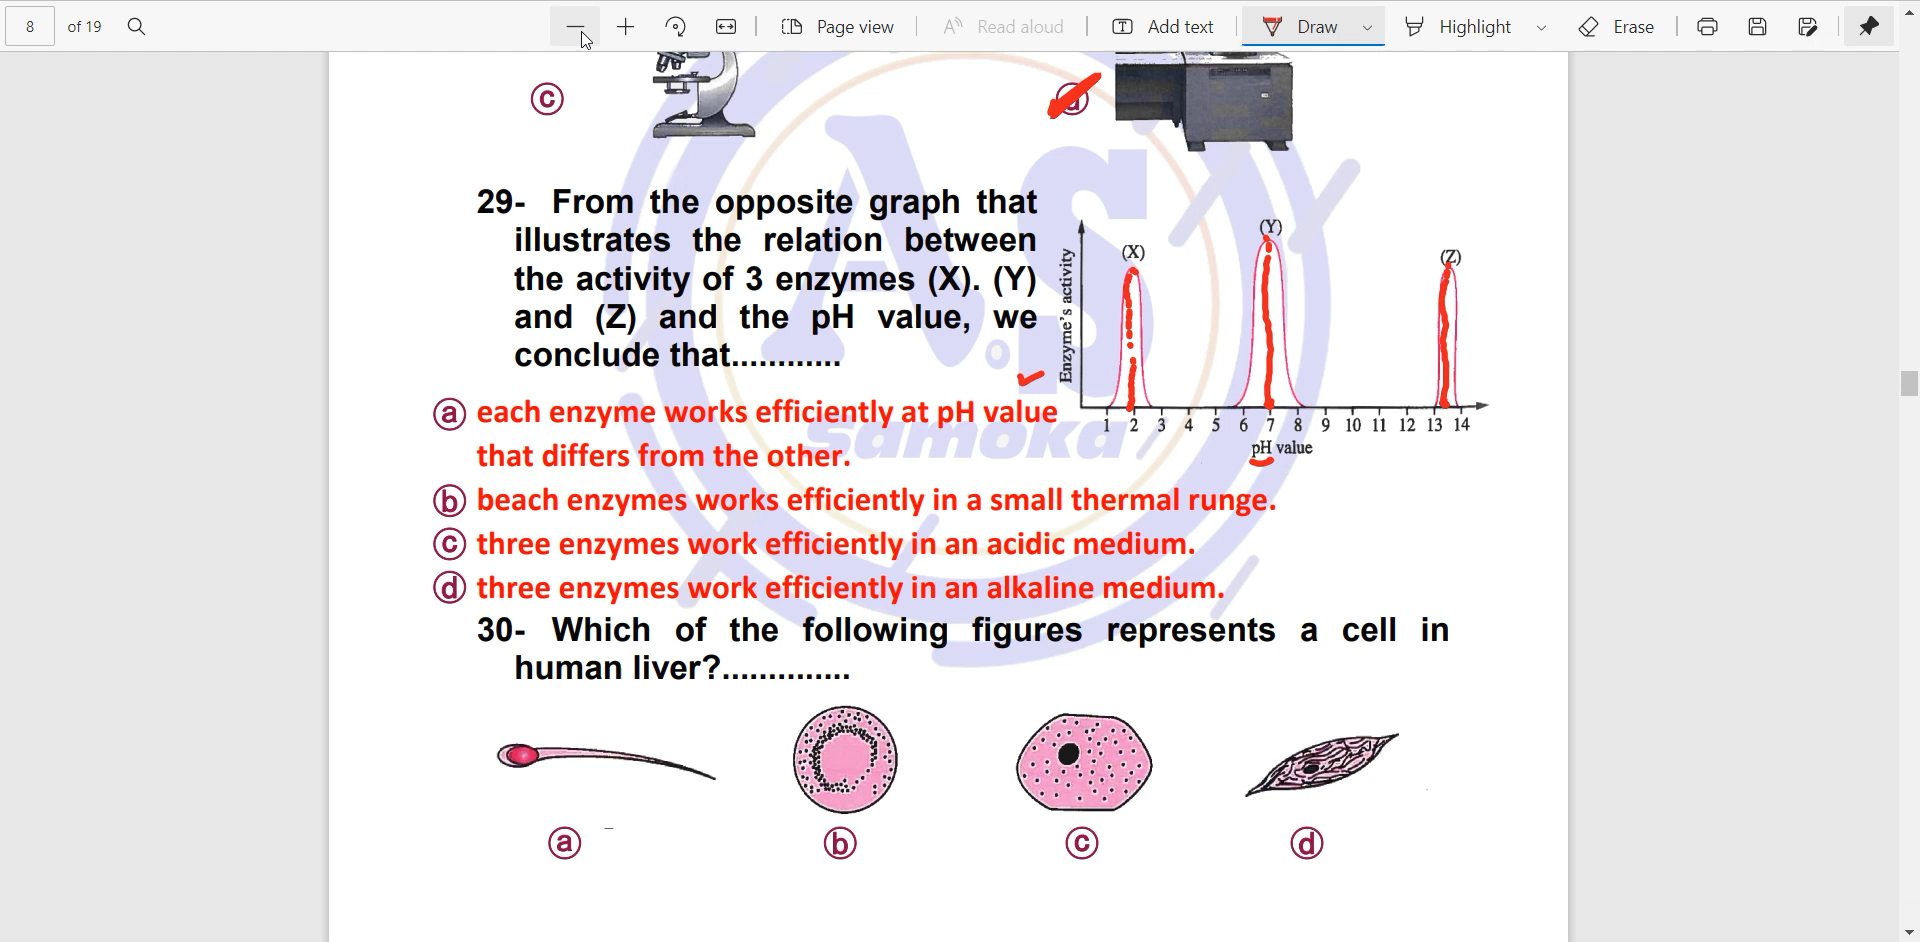 8 of 19 Page view Read aloud Add text Draw Highlight Erase
c d
29- From the opposite graph that
illustrates the relation between
the activity of 3 enzymes (X). (Y)
and (Z) and the pH value, we
conclude that............
(X) (Y) (Z)
Enzyme's activity
1 2 3 4 5 6 7 8 9 10 11 12 13 14
pH value
a each enzyme works efficiently at pH value
that differs from the other.
b beach enzymes works efficiently in a small thermal runge.
c three enzymes work efficiently in an acidic medium.
d three enzymes work efficiently in an alkaline medium.
30- Which of the following figures represents a cell in
human liver?..............
a b c d
A.S
samoka